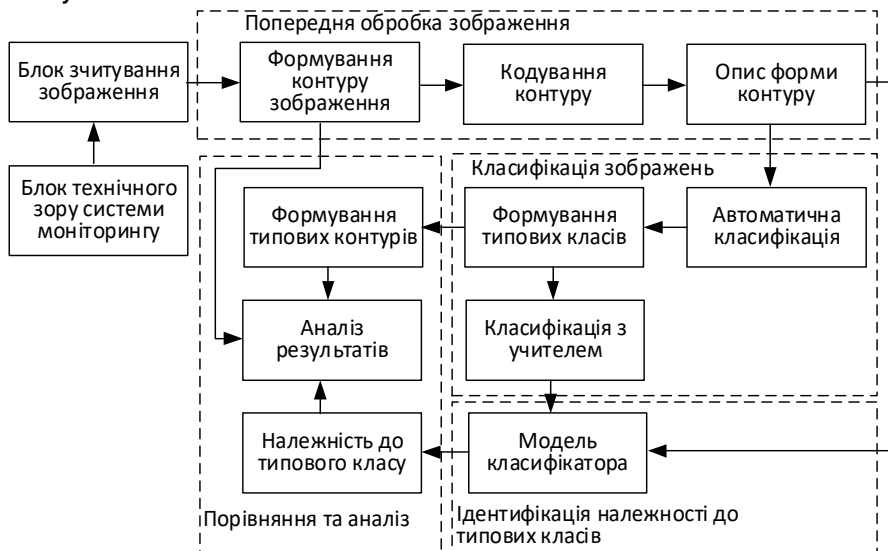 Попередня обробка зображення
Блок зчитування
зображення
Формування
контуру
зображення
Кодування
контуру
Опис форми
контуру
Блок технічного
зору системи
моніторингу
Класифікація зображень
Формування
типових контурів
Формування
типових класів
Автоматична
класифікація
Аналіз
результатів
Класифікація з
учителем
Належність до
типового класу
Модель
класифікатора
Порівняння та аналіз
Ідентифікація належності до
типових класів